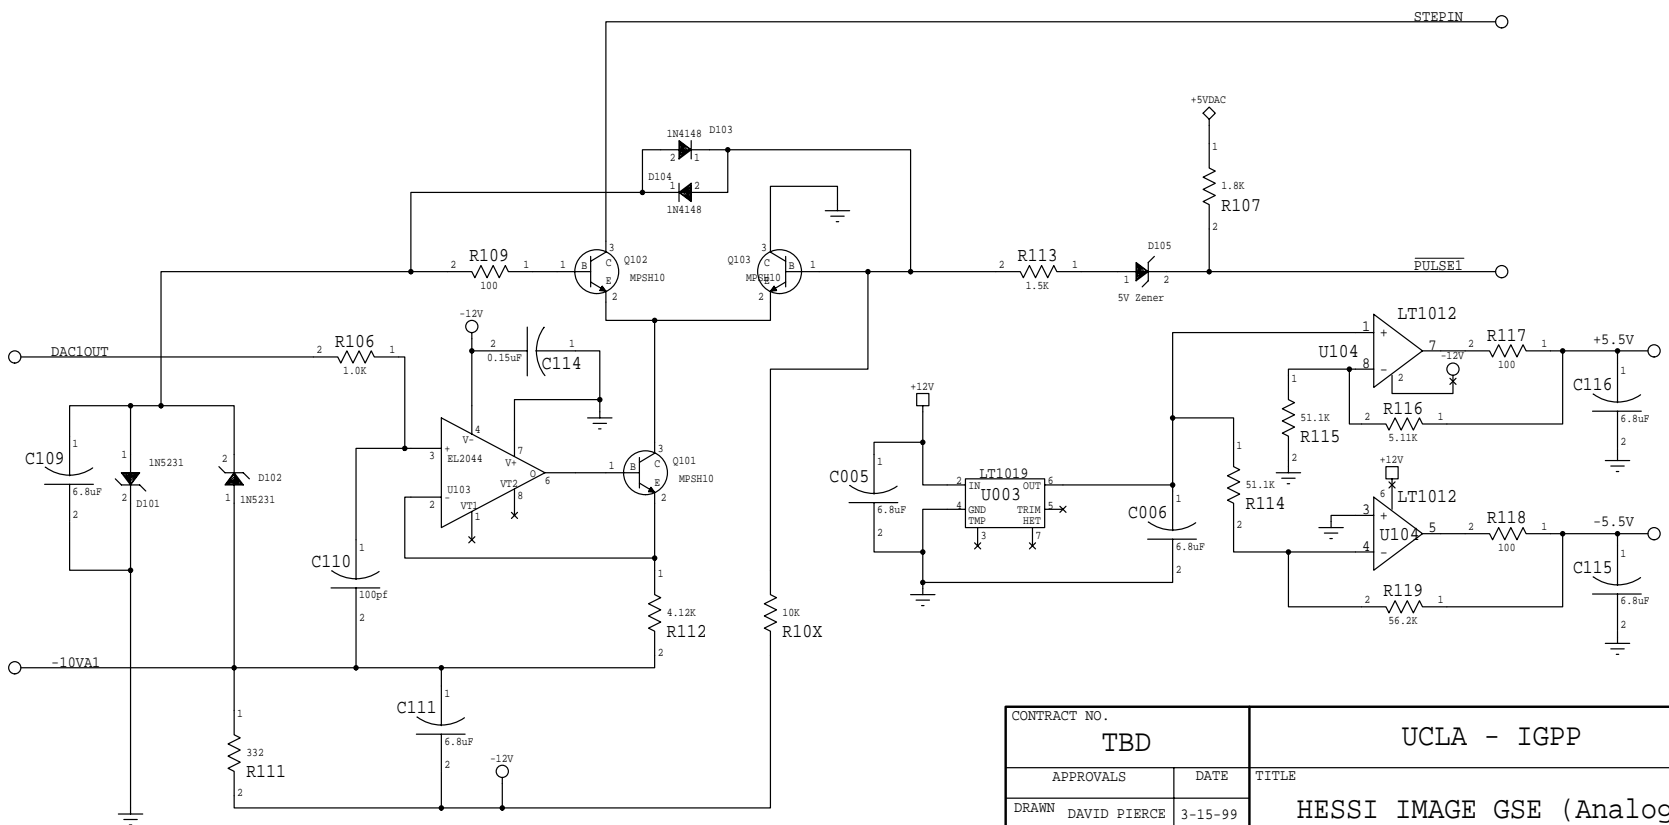 STEPIN
+5VDAC
1N4148 D103
2 1
D104
1 2
1N4148
1
1.8K
R107
2
R109
2 1
100
1
B
3
C
E
2
Q102
MPSH10
Q103
MPSH10
3
C
E
B
1
2
R113
2 1
1.5K
D105
1 2
5V Zener
PULSE1
-12V
2 1
0.15uF
C114
DAC1OUT
R106
2 1
1.0K
LT1012
1
+
U104
8
-
7
2
-12V
R117
2 1
100
+5.5V
1
C116
6.8uF
2
1
51.1K
R115
2
R116
2 1
5.11K
+12V
C109
1
6.8uF
2
1
1N5231
2
D101
2
D102
1
1N5231
4
V-
+
3
EL2044
7
V+
O
6
U103
VT2
8
-
2
VT1
1
1
B
3
C
E
2
Q101
MPSH10
+12V
C005
1
6.8uF
2
LT1019
2
IN
OUT
6
U003
4
GND
TRIM
5
TMP
HET
3
7
1
C006
6.8uF
2
1
51.1K
R114
2
6
LT1012
3
+
U104
4
-
5
R118
2 1
100
-5.5V
1
C115
6.8uF
2
R119
2 1
56.2K
C110
1
100pf
2
1
4.12K
R112
2
10K
R10X
-10VA1
1
C111
6.8uF
2
1
332
R111
2
-12V
CONTRACT NO.
TBD
UCLA - IGPP
APPROVALS
DATE
TITLE
DRAWN DAVID PIERCE
3-15-99
HESSI IMAGE GSE (Analog